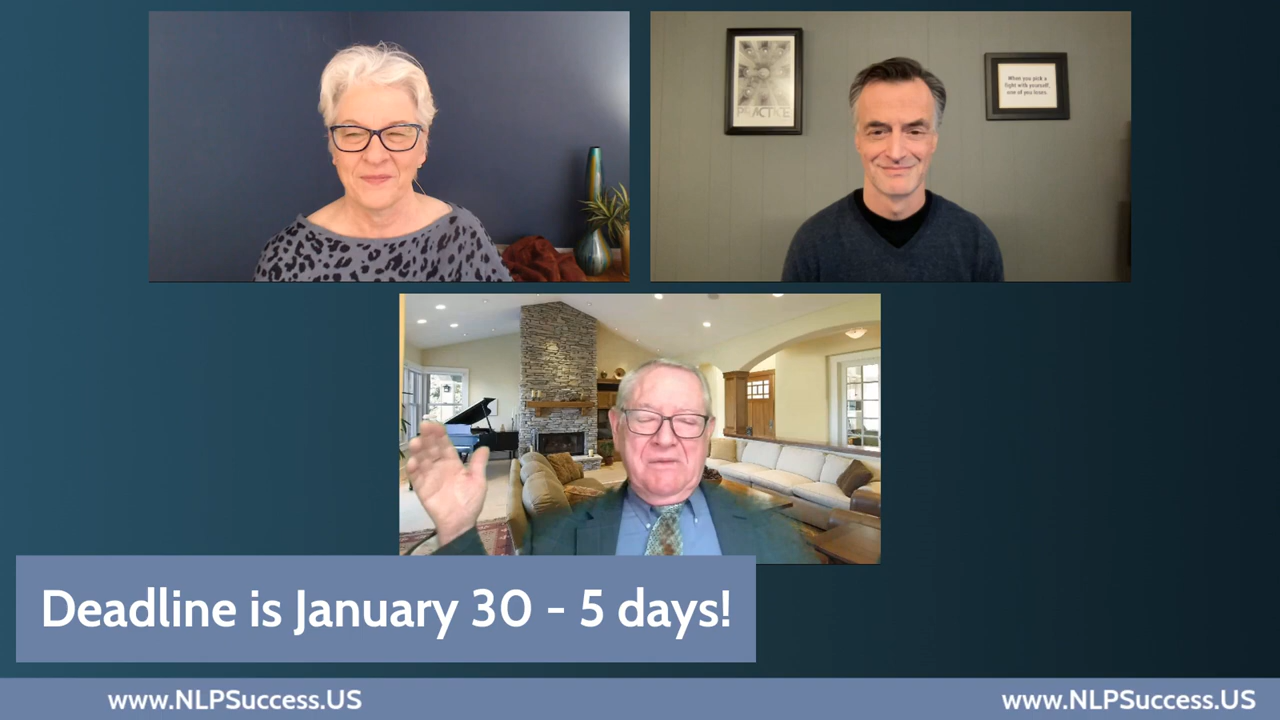 PRACTICE
When you pick a
fight with yourself,
one of you loses.
Deadline is January 30 - 5 days!
www.NLPSuccess.US
www.NLPSuccess.US